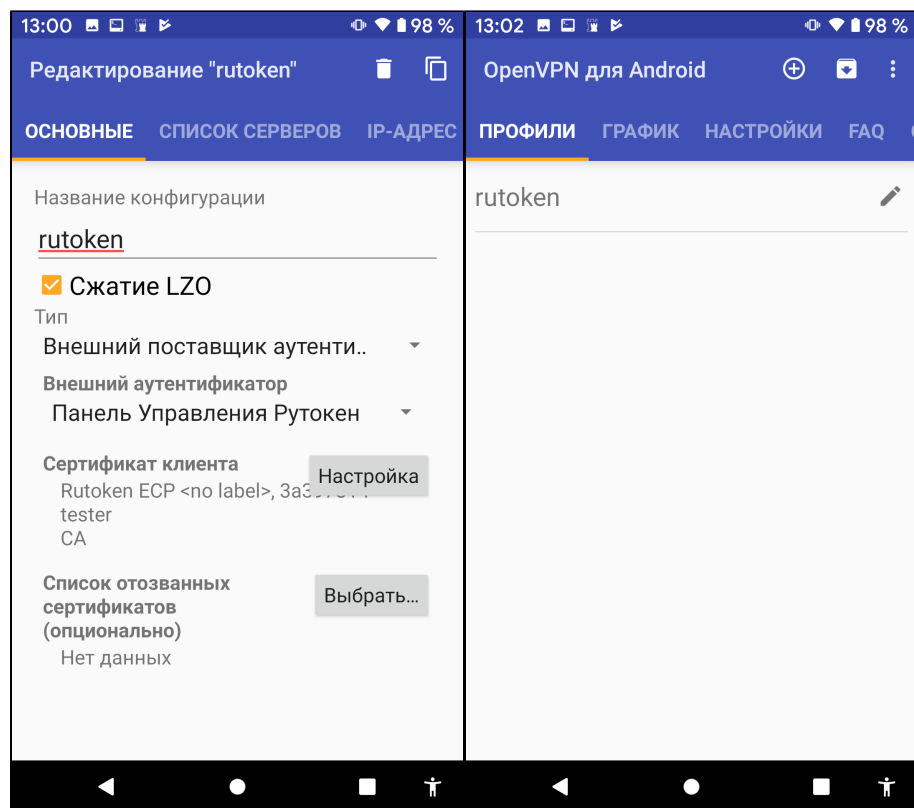 13:00
98 %
Редактирование "rutoken"
ОСНОВНЫЕ СПИСОК СЕРВЕРОВ IP-АДРЕС
Название конфигурации
rutoken
Сжатие LZO
Тип
Внешний поставщик аутенти..
Внешний аутентификатор
Панель Управления Рутокен
Сертификат клиента
Настройка
Rutoken ECP <no label>,
tester
CA
Список отозванных
сертификатов
(опционально)
Выбрать…
Нет данных
13:02
98 %
OpenVPN для Android
ПРОФИЛИ ГРАФИК НАСТРОЙКИ FAQ
rutoken